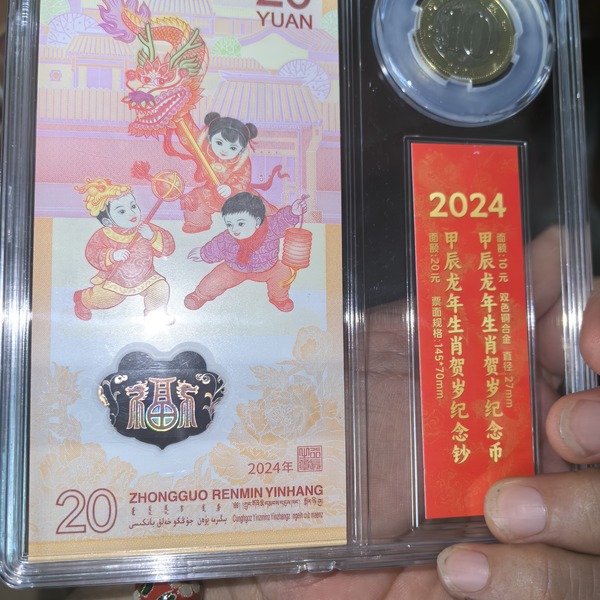 20
YUAN
福
2024年
20
ZHONGGUO RENMIN YINHANG
10
2024
甲辰龙年生肖贺岁纪念币
面额:10元 双色铜合金 直径:27mm
甲辰龙年生肖贺岁纪念钞
面额:20元 票面规格:145*70mm